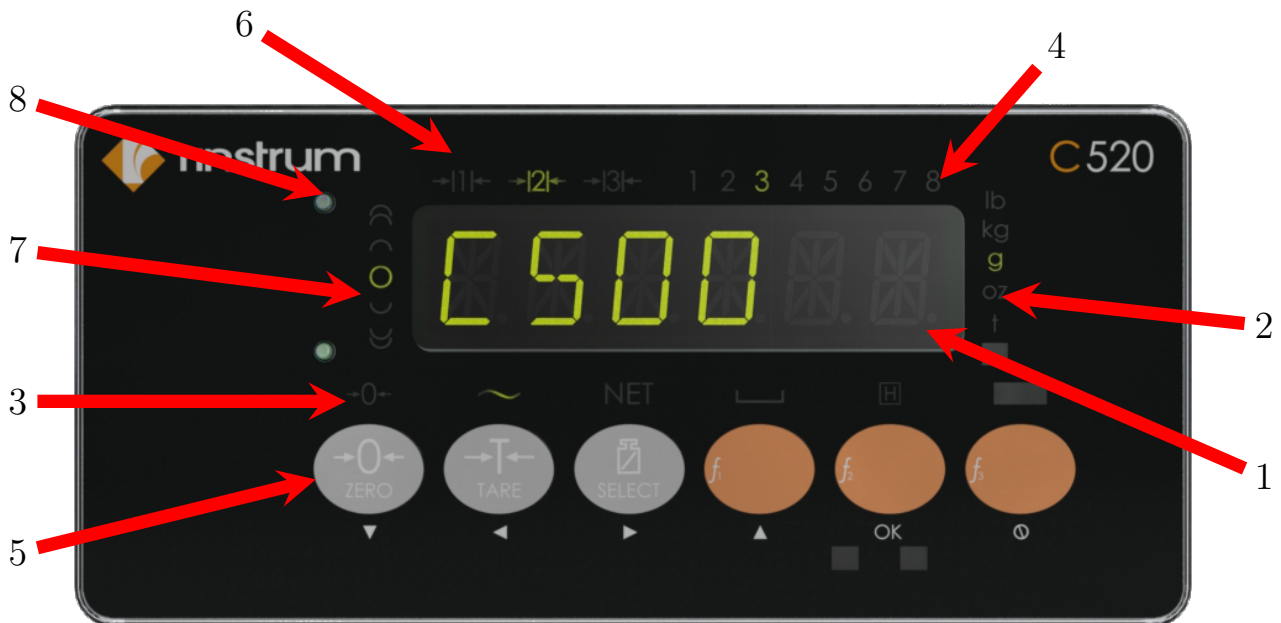 6
4
8
rinstrum
C520
→|1|← →|2|← →|3|← 1 2 3 4 5 6 7 8
lb
kg
7
C500
g
oz
2
t
3
→0← ~ NET H
→0← →T←
ZERO TARE SELECT f1 f2 f3
1
▼ ◀ ▶ ▲ OK
5